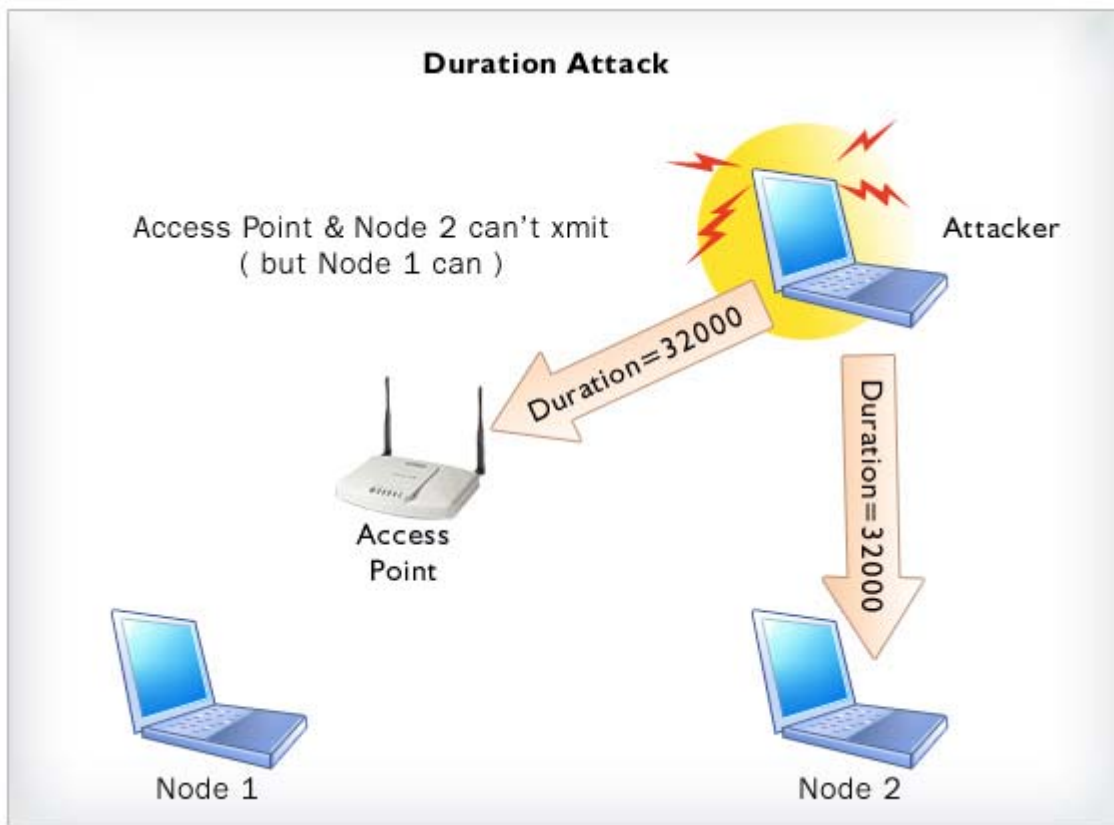 Duration Attack
Access Point & Node 2 can't xmit
( but Node 1 can )
Attacker
Duration=32000
Duration=32000
Access
Point
Node 1
Node 2